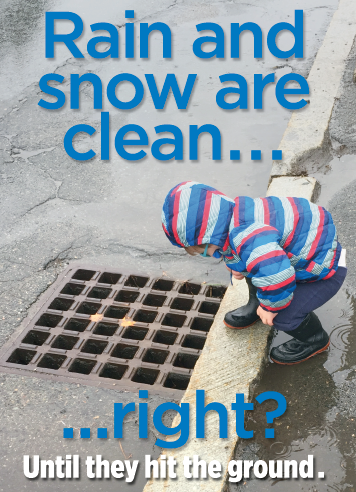 Rain and
snow are
clean...
...right?
Until they hit the ground.